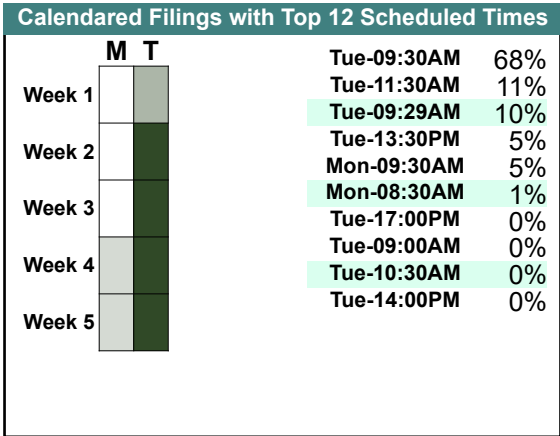 Calendared Filings with Top 12 Scheduled Times
M T
Week 1
Week 2
Week 3
Week 4
Week 5
Tue-09:30AM 68%
Tue-11:30AM 11%
Tue-09:29AM 10%
Tue-13:30PM 5%
Mon-09:30AM 5%
Mon-08:30AM 1%
Tue-17:00PM 0%
Tue-09:00AM 0%
Tue-10:30AM 0%
Tue-14:00PM 0%